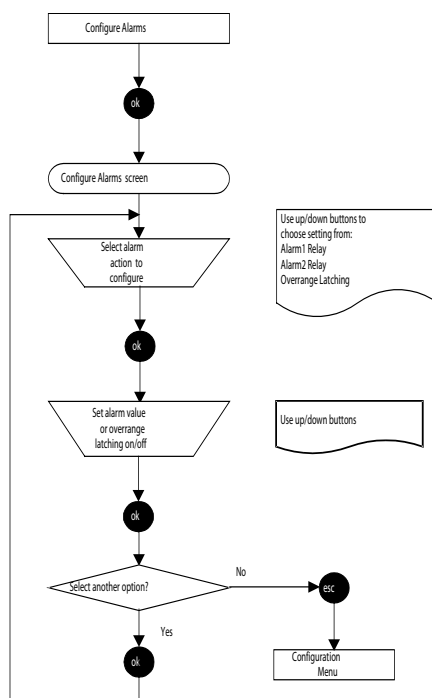 Configure Alarms
ok
Configure Alarms screen
Select alarm
action to
configure
Use up/down buttons to
choose setting from:
Alarm1 Relay
Alarm2 Relay
Overrange Latching
ok
Set alarm value
or overrange
latching on/off
Use up/down buttons
ok
Select another option?
No
esc
Yes
ok
Configuration
Menu